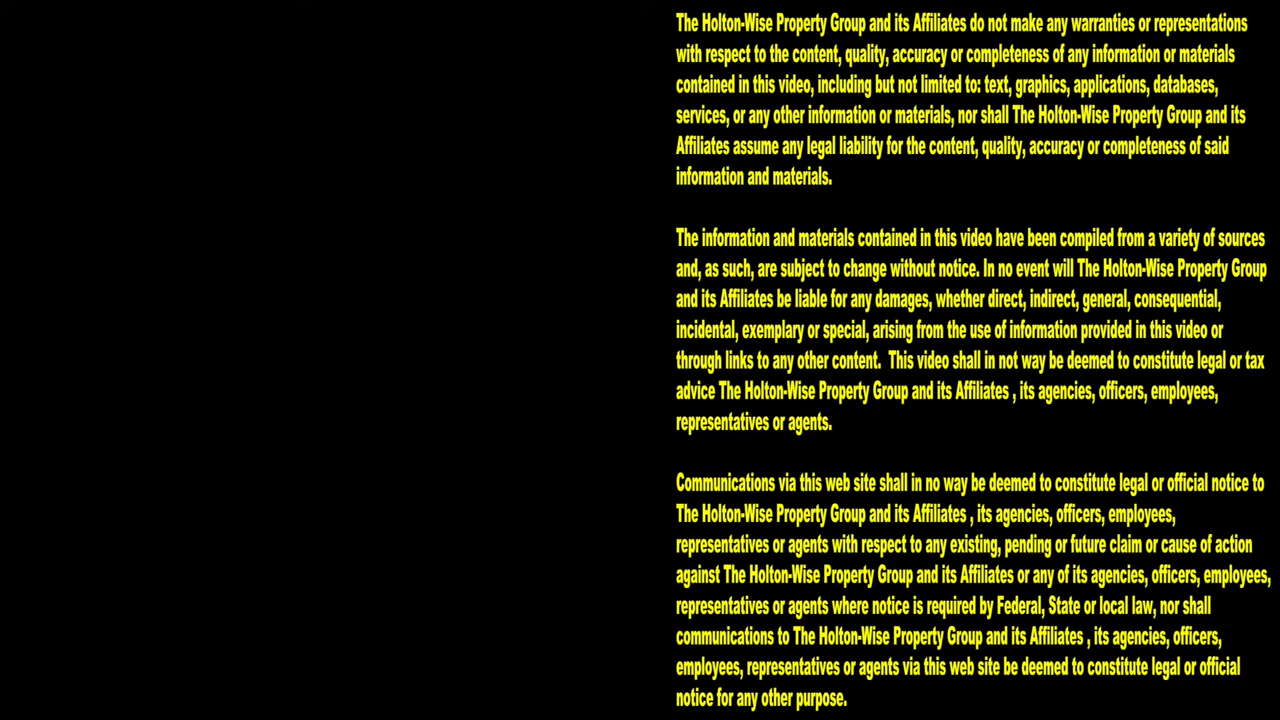 The Holton-Wise Property Group and its Affiliates do not make any warranties or representations
with respect to the content, quality, accuracy or completeness of any information or materials
contained in this video, including but not limited to: text, graphics, applications, databases,
services, or any other information or materials, nor shall The Holton-Wise Property Group and its
Affiliates assume any legal liability for the content, quality, accuracy or completeness of said
information and materials.
The information and materials contained in this video have been compiled from a variety of sources
and, as such, are subject to change without notice. In no event will The Holton-Wise Property Group
and its Affiliates be liable for any damages, whether direct, indirect, general, consequential,
incidental, exemplary or special, arising from the use of information provided in this video or
through links to any other content.  This video shall in not way be deemed to constitute legal or tax
advice The Holton-Wise Property Group and its Affiliates , its agencies, officers, employees,
representatives or agents.
Communications via this web site shall in no way be deemed to constitute legal or official notice to
The Holton-Wise Property Group and its Affiliates , its agencies, officers, employees,
representatives or agents with respect to any existing, pending or future claim or cause of action
against The Holton-Wise Property Group and its Affiliates or any of its agencies, officers, employees,
representatives or agents where notice is required by Federal, State or local law, nor shall
communications to The Holton-Wise Property Group and its Affiliates , its agencies, officers,
employees, representatives or agents via this web site be deemed to constitute legal or official
notice for any other purpose.